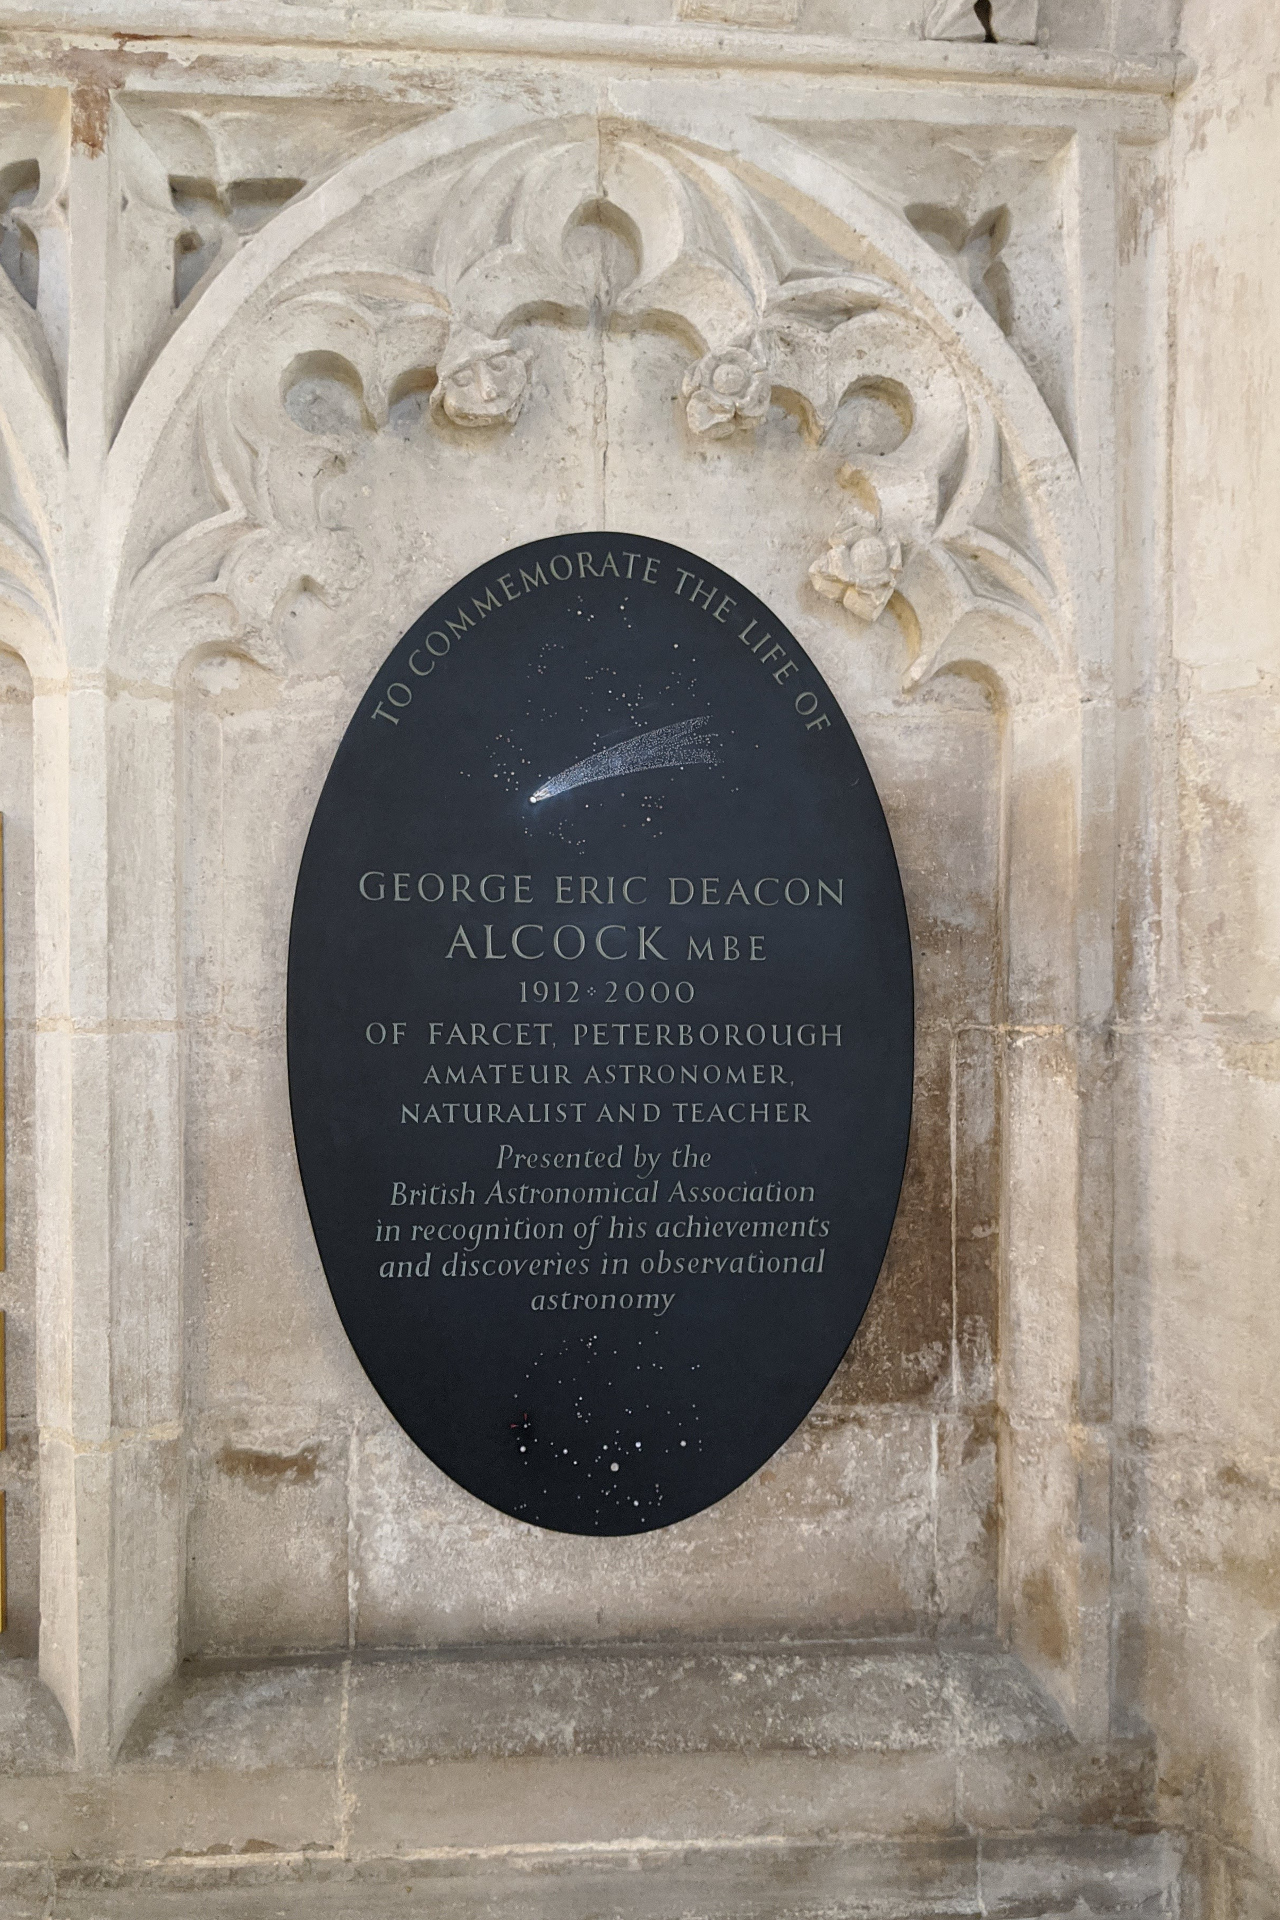 TO COMMEMORATE THE LIFE OF
GEORGE ERIC DEACON
ALCOCK MBE
1912 ⁘ 2000
OF FARCET, PETERBOROUGH
AMATEUR ASTRONOMER,
NATURALIST AND TEACHER
Presented by the
British Astronomical Association
in recognition of his achievements
and discoveries in observational
astronomy